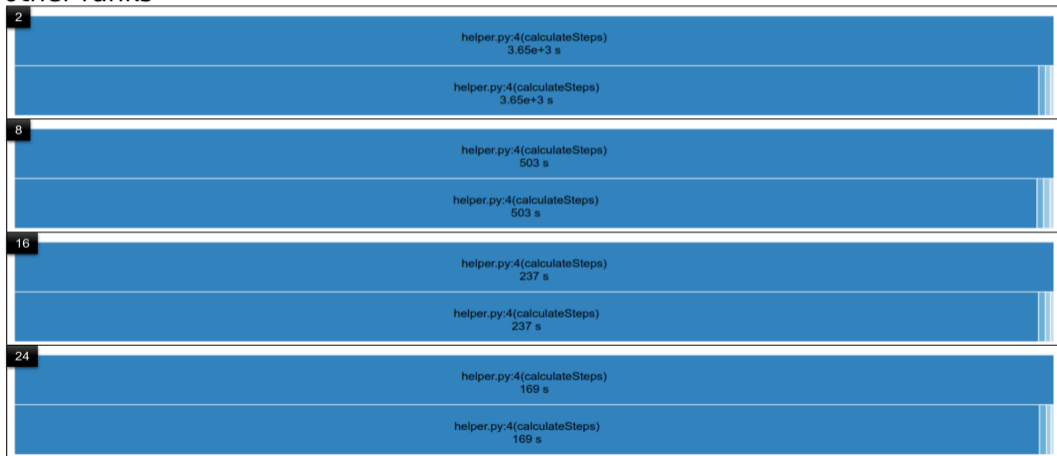 other ranks
2
helper.py:4(calculateSteps)
3.65e+3 s
helper.py:4(calculateSteps)
3.65e+3 s
8
helper.py:4(calculateSteps)
503 s
helper.py:4(calculateSteps)
503 s
16
helper.py:4(calculateSteps)
237 s
helper.py:4(calculateSteps)
237 s
24
helper.py:4(calculateSteps)
169 s
helper.py:4(calculateSteps)
169 s